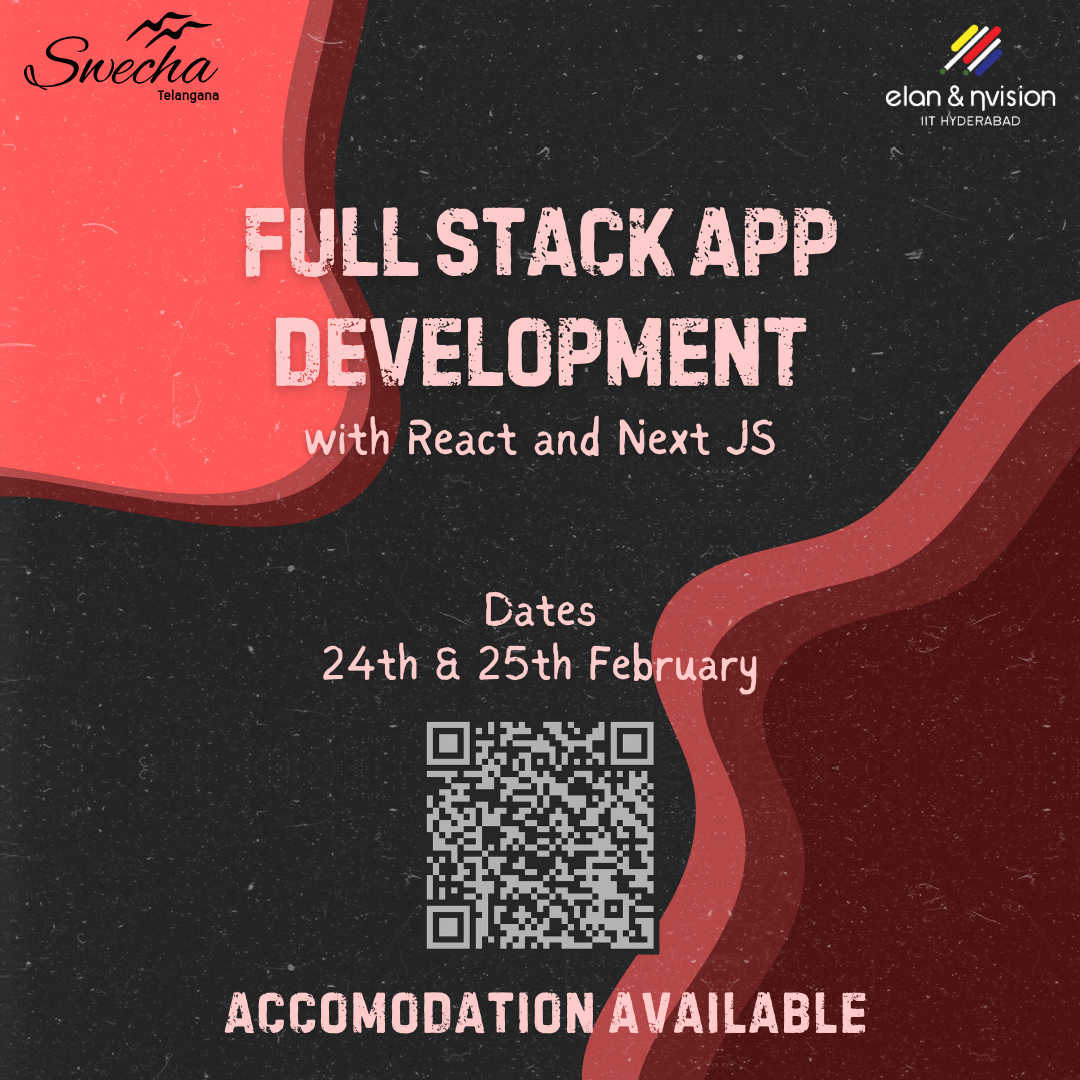 Swecha
Telangana
elan & ηvision
IIT HYDERABAD
FULL STACK APP
DEVELOPMENT
with React and Next JS
Dates
24th & 25th February
ACCOMODATION AVAILABLE